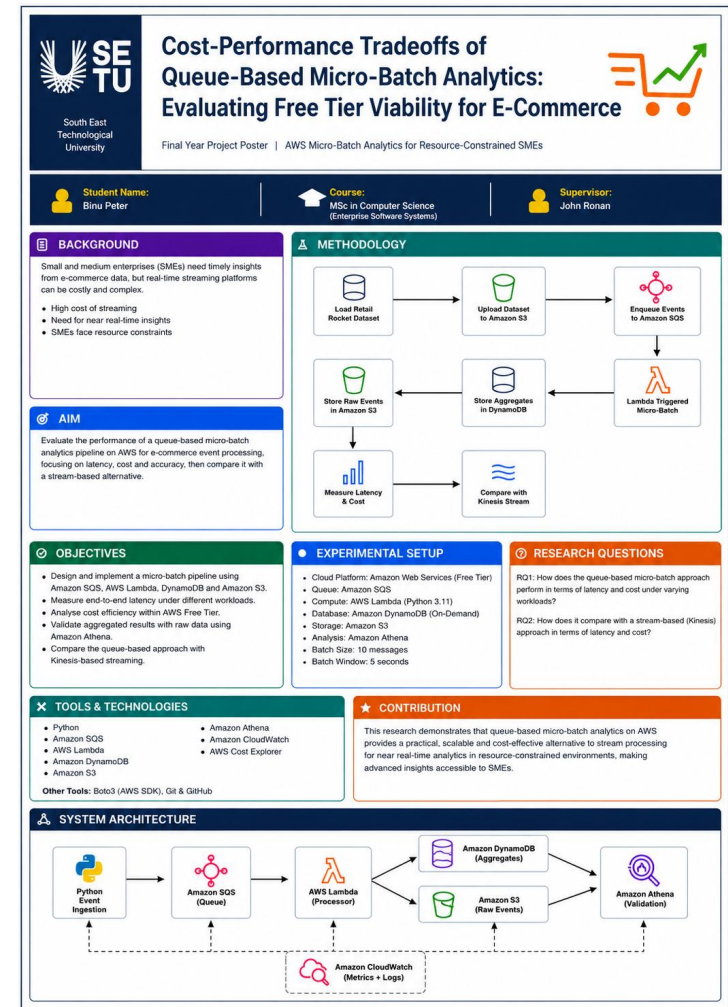 SE
TU
South East
Technological
University
Cost-Performance Tradeoffs of
Queue-Based Micro-Batch Analytics:
Evaluating Free Tier Viability for E-Commerce
Final Year Project Poster | AWS Micro-Batch Analytics for Resource-Constrained SMEs
Student Name:
Binu Peter
Course:
MSc in Computer Science
(Enterprise Software Systems)
Supervisor:
John Ronan
BACKGROUND
Small and medium enterprises (SMEs) need timely insights
from e-commerce data, but real-time streaming platforms
can be costly and complex.
• High cost of streaming
• Need for near real-time insights
• SMEs face resource constraints
AIM
Evaluate the performance of a queue-based micro-batch
analytics pipeline on AWS for e-commerce event processing,
focusing on latency, cost and accuracy, then compare it with
a stream-based alternative.
METHODOLOGY
Load Retail
Rocket Dataset
Upload Dataset
to Amazon S3
Enqueue Events
to Amazon SQS
Lambda Triggered
Micro-Batch
Store Aggregates
in DynamoDB
Store Raw Events
in Amazon S3
Measure Latency
& Cost
Compare with
Kinesis Stream
OBJECTIVES
• Design and implement a micro-batch pipeline using
Amazon SQS, AWS Lambda, DynamoDB and Amazon S3.
• Measure end-to-end latency under different workloads.
• Analyse cost efficiency within AWS Free Tier.
• Validate aggregated results with raw data using
Amazon Athena.
• Compare the queue-based approach with
Kinesis-based streaming.
EXPERIMENTAL SETUP
• Cloud Platform: Amazon Web Services (Free Tier)
• Queue: Amazon SQS
• Compute: AWS Lambda (Python 3.11)
• Database: Amazon DynamoDB (On-Demand)
• Storage: Amazon S3
• Analysis: Amazon Athena
• Batch Size: 10 messages
• Batch Window: 5 seconds
RESEARCH QUESTIONS
RQ1: How does the queue-based micro-batch approach
perform in terms of latency and cost under varying
workloads?
RQ2: How does it compare with a stream-based (Kinesis)
approach in terms of latency and cost?
TOOLS & TECHNOLOGIES
• Python
• Amazon SQS
• AWS Lambda
• Amazon DynamoDB
• Amazon S3
• Amazon Athena
• Amazon CloudWatch
• AWS Cost Explorer
Other Tools: Boto3 (AWS SDK), Git & GitHub
CONTRIBUTION
This research demonstrates that queue-based micro-batch analytics on AWS
provides a practical, scalable and cost-effective alternative to stream processing
for near real-time analytics in resource-constrained environments, making
advanced insights accessible to SMEs.
SYSTEM ARCHITECTURE
Python
Event
Ingestion
Amazon SQS
(Queue)
AWS Lambda
(Processor)
Amazon DynamoDB
(Aggregates)
Amazon S3
(Raw Events)
Amazon Athena
(Validation)
Amazon CloudWatch
(Metrics + Logs)